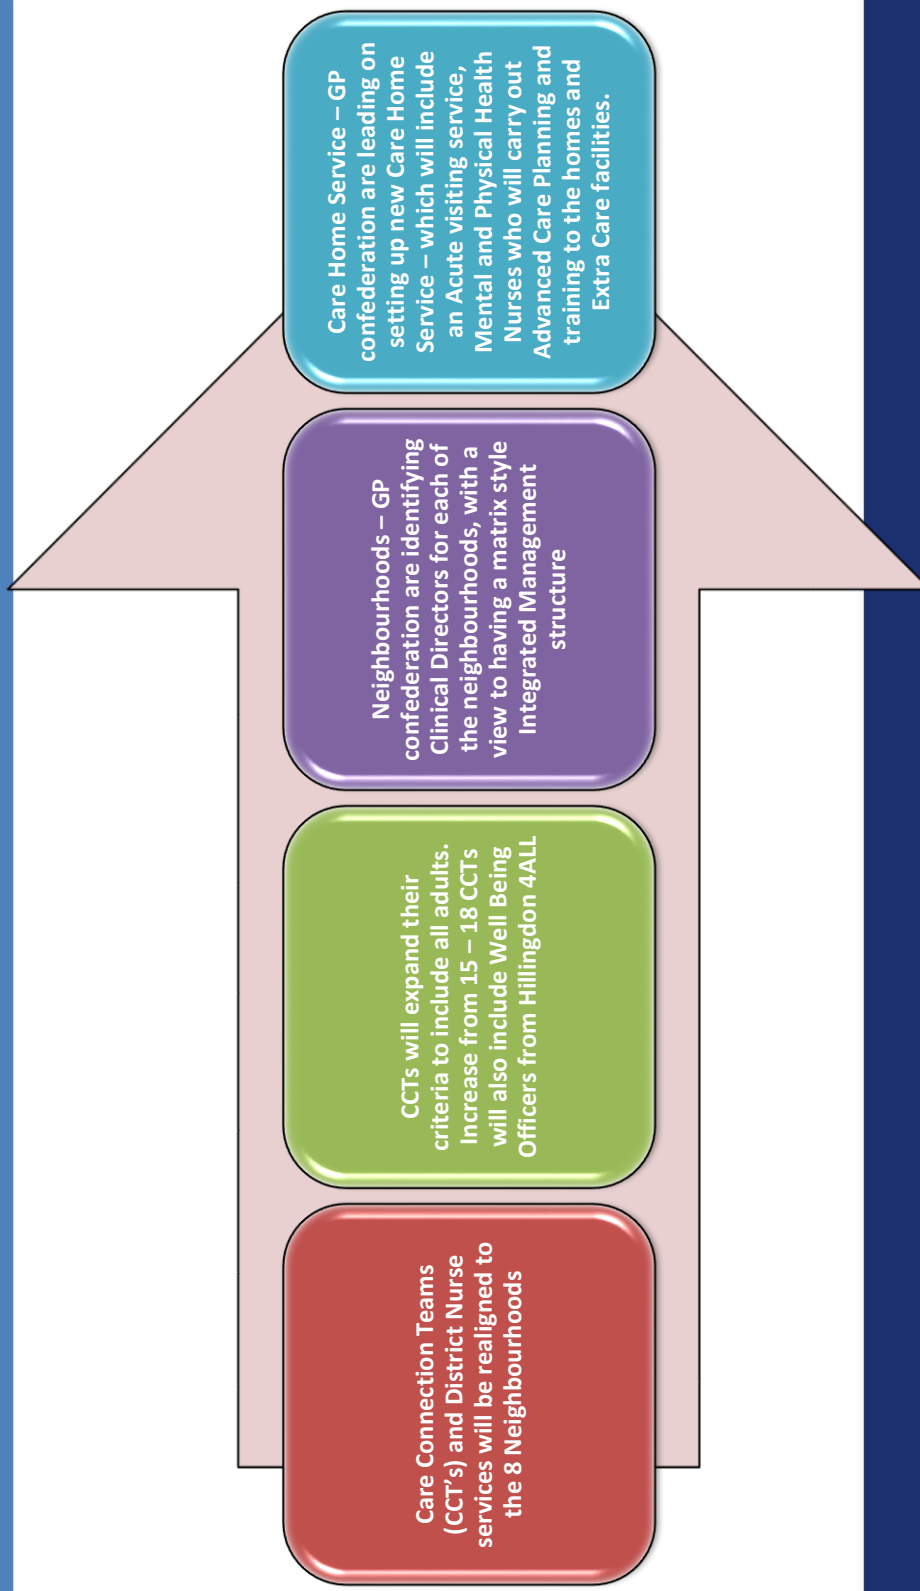 Care Connection Teams
(CCT’s) and District Nurse
services will be realigned to
the 8 Neighbourhoods
CCTs will expand their
criteria to include all adults.
Increase from 15 – 18 CCTs
will also include Well Being
Officers from Hillingdon 4ALL
Neighbourhoods – GP
confederation are identifying
Clinical Directors for each of
the neighbourhoods, with a
view to having a matrix style
Integrated Management
structure
Care Home Service – GP
confederation are leading on
setting up new Care Home
Service – which will include
an Acute visiting service,
Mental and Physical Health
Nurses who will carry out
Advanced Care Planning and
training to the homes and
Extra Care facilities.